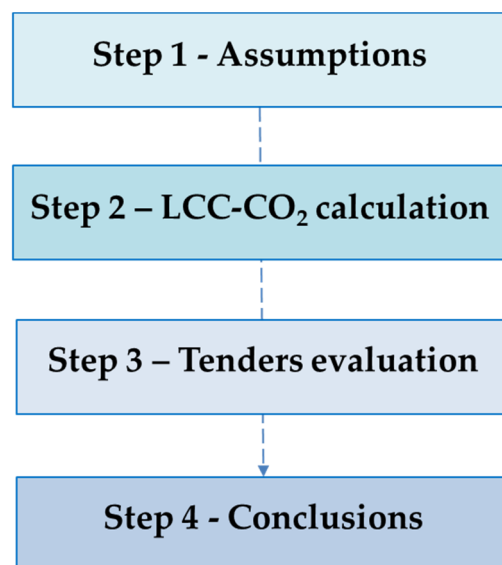 Step 1 - Assumptions
Step 2 – LCC-CO₂ calculation
Step 3 – Tenders evaluation
Step 4 - Conclusions